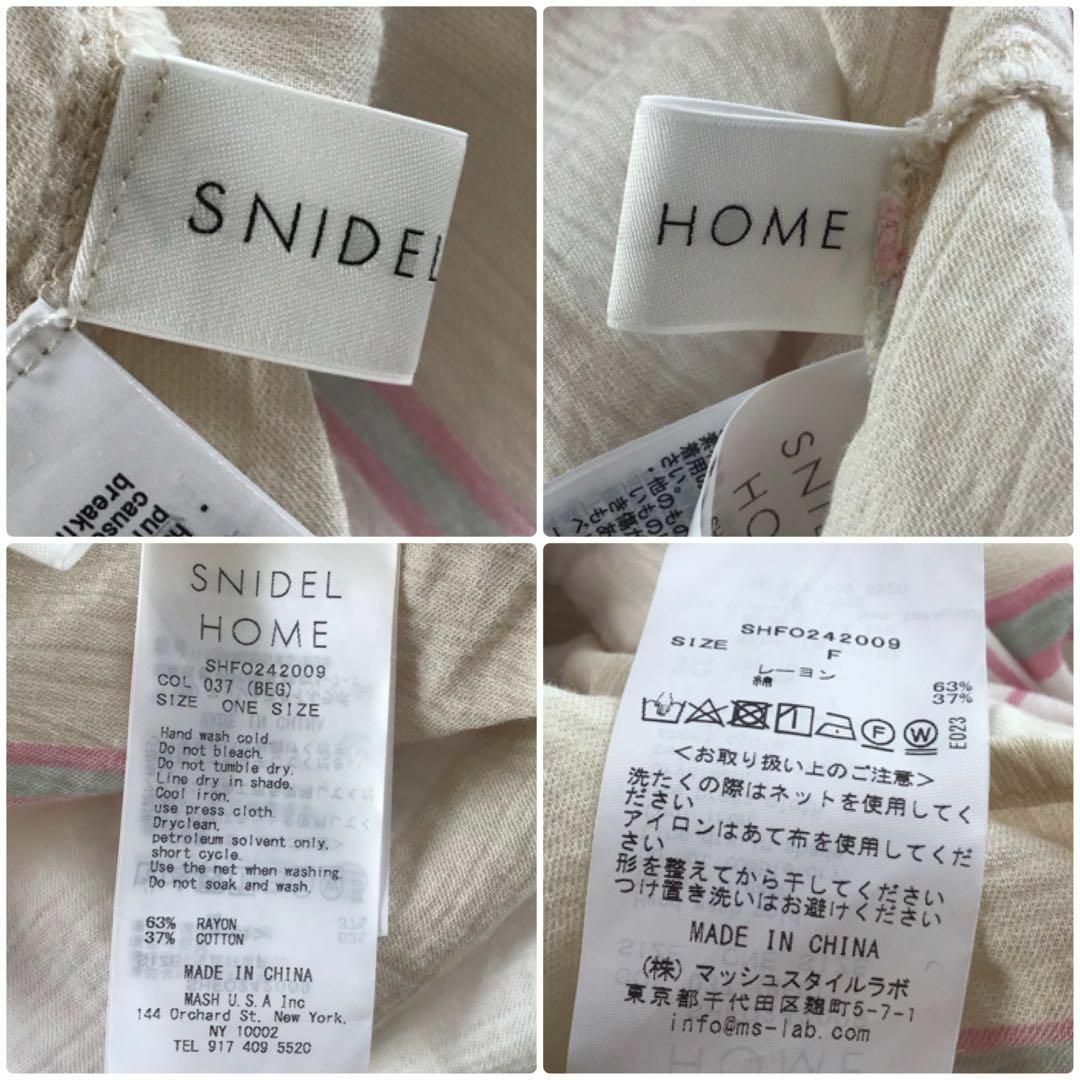 SNIDEL
HOME
SNIDEL
HOME
SHFO242009
COL 037 (BEG)
SIZE ONE SIZE
Hand wash cold.
Do not bleach.
Do not tumble dry.
Line dry in shade.
Cool iron,
use press cloth.
Dryclean,
petroleum solvent only,
short cycle.
Use the net when washing.
Do not soak and wash.
63% RAYON
37% COTTON
MADE IN CHINA
MASH U.S.A Inc
144 Orchard St. New York,
NY 10002
TEL 917 409 5520
SHFO242009
SIZE F
レーヨン 63%
綿 37%
E023
<お取り扱い上のご注意>
洗たくの際はネットを使用してく
ださい
アイロンはあて布を使用してくだ
さい
形を整えてから干してください
つけ置き洗いはお避けください
MADE IN CHINA
(株) マッシュスタイルラボ
東京都千代田区麹町5-7-1
info@ms-lab.com